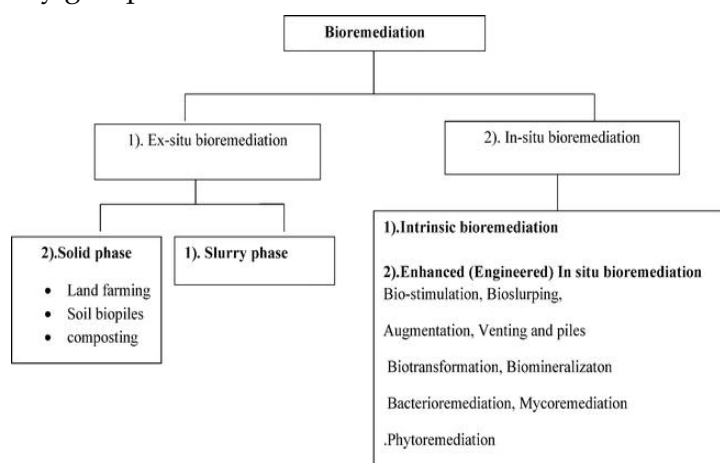 Bioremediation
1). Ex-situ bioremediation
2). In-situ bioremediation
2).Solid phase
• Land farming
• Soil biopiles
• composting
1). Slurry phase
1).Intrinsic bioremediation
2).Enhanced (Engineered) In situ bioremediation
Bio-stimulation, Bioslurping,
Augmentation, Venting and piles
Biotransformation, Biomineralizaton
Bacterioremediation, Mycoremediation
.Phytoremediation